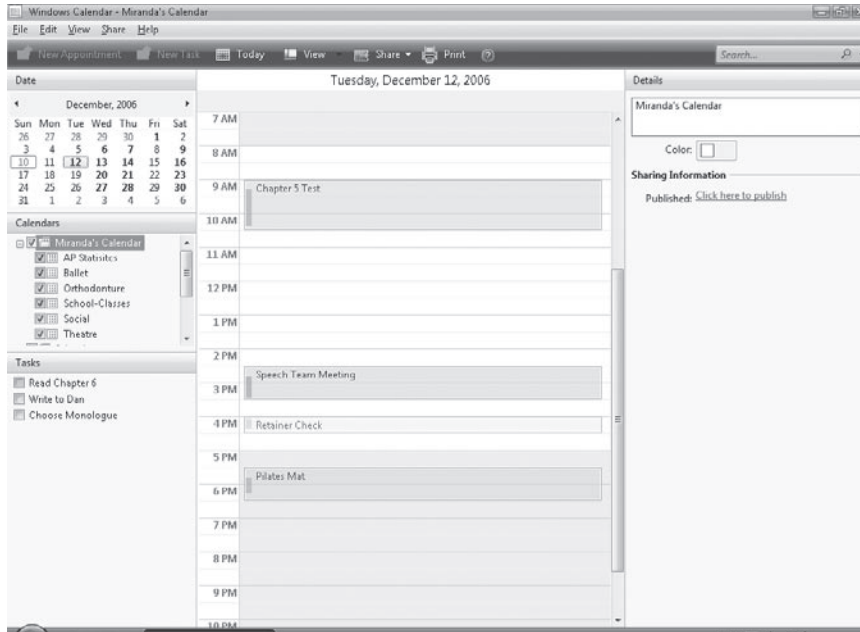 Windows Calendar - Miranda's Calendar
File Edit View Share Help
New Appointment New Task Today View Share Print
Search...
Date
Tuesday, December 12, 2006
Details
December, 2006
Sun Mon Tue Wed Thu Fri Sat
26 27 28 29 30 1 2
3 4 5 6 7 8 9
10 11 12 13 14 15 16
17 18 19 20 21 22 23
24 25 26 27 28 29 30
31 1 2 3 4 5 6
Calendars
Miranda's Calendar
AP Statisitcs
Ballet
Orthodonture
School-Classes
Social
Theatre
Tasks
Read Chapter 6
Write to Dan
Choose Monologue
7 AM
8 AM
9 AM Chapter 5 Test
10 AM
11 AM
12 PM
1 PM
2 PM
Speech Team Meeting
3 PM
4 PM Retainer Check
5 PM
Pilates Mat
6 PM
7 PM
8 PM
9 PM
10 PM
Miranda's Calendar
Color:
Sharing Information
Published: Click here to publish